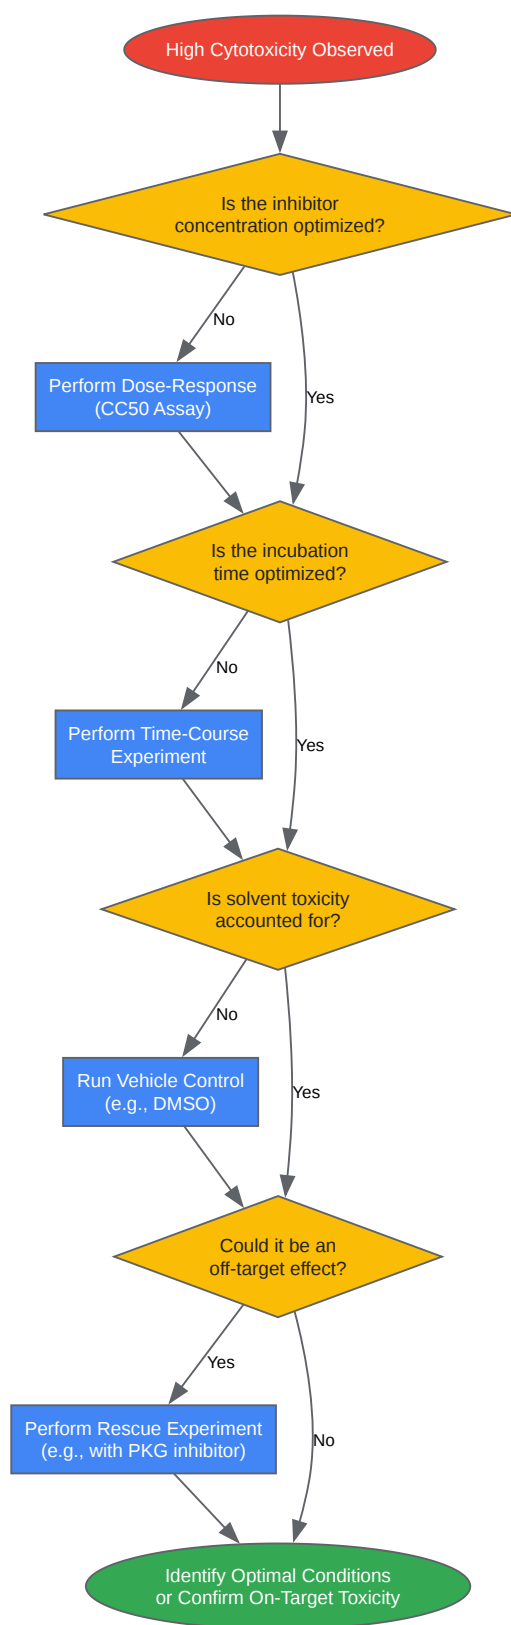 High Cytotoxicity Observed
Is the inhibitor
concentration optimized?
No
Yes
Perform Dose-Response
(CC50 Assay)
Is the incubation
time optimized?
No
Yes
Perform Time-Course
Experiment
Is solvent toxicity
accounted for?
No
Yes
Run Vehicle Control
(e.g., DMSO)
Could it be an
off-target effect?
Yes
No
Perform Rescue Experiment
(e.g., with PKG inhibitor)
Identify Optimal Conditions
or Confirm On-Target Toxicity